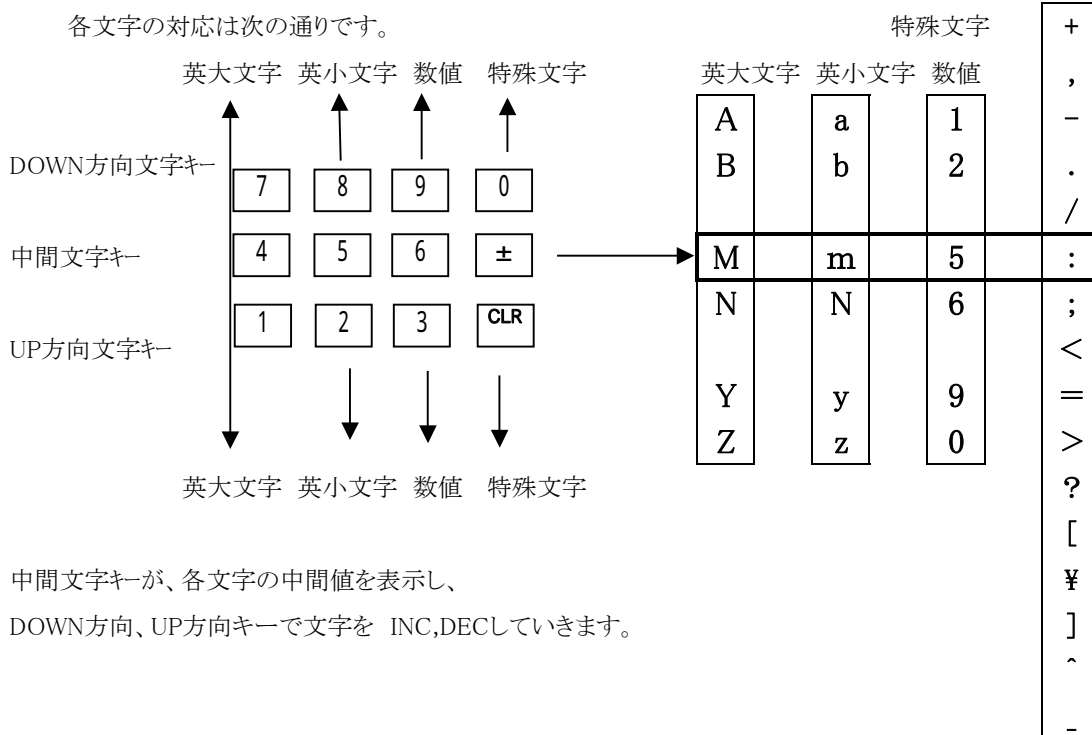 各文字の対応は次の通りです。
英大文字 英小文字 数値 特殊文字
DOWN方向文字キー
7 8 9 0
中間文字キー
4 5 6 ±
1 2 3 CLR
UP方向文字キー
英大文字 英小文字 数値 特殊文字
特殊文字
英大文字 英小文字 数値
A a 1
B b 2
M m 5
N N 6
Y y 9
Z z 0
+
,
-
.
/
:
;
<
=
>
?
[
¥
]
^
_
中間文字キーが、各文字の中間値を表示し、
DOWN方向、UP方向キーで文字を INC,DECしていきます。